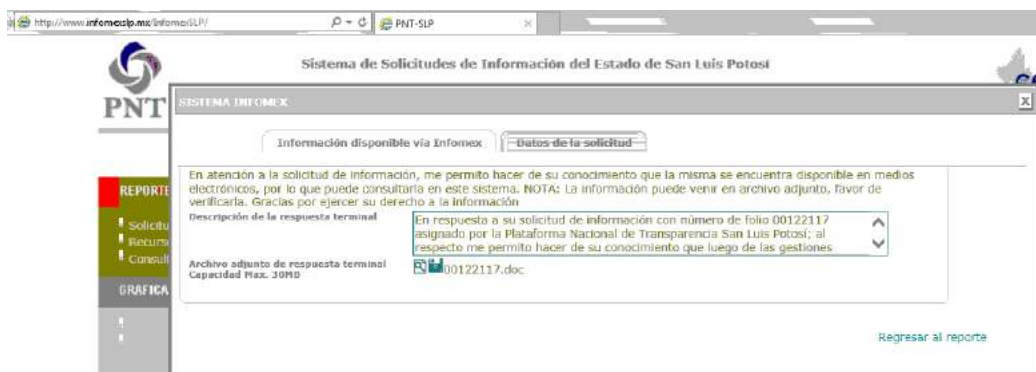 http://www.infomexslp.mx/InfomexSLP/
PNT-SLP
Sistema de Solicitudes de Información del Estado de San Luis Potosí
PNT
SISTEMA INFOMEX
Información disponible vía Infomex
Datos de la solicitud
En atención a la solicitud de información, me permito hacer de su conocimiento que la misma se encuentra disponible en medios
electrónicos, por lo que puede consultarla en este sistema. NOTA: La información puede venir en archivo adjunto, favor de
verificarla. Gracias por ejercer su derecho a la información
REPORTE
Descripción de la respuesta terminal
En respuesta a su solicitud de información con número de folio 00122117
asignado por la Plataforma Nacional de Transparencia San Luis Potosí; al
respecto me permito hacer de su conocimiento que luego de las gestiones
Solicitu
Recurs
Consult
Archivo adjunto de respuesta terminal
Capacidad Max. 30MB
00122117.doc
GRAFICA
Regresar al reporte